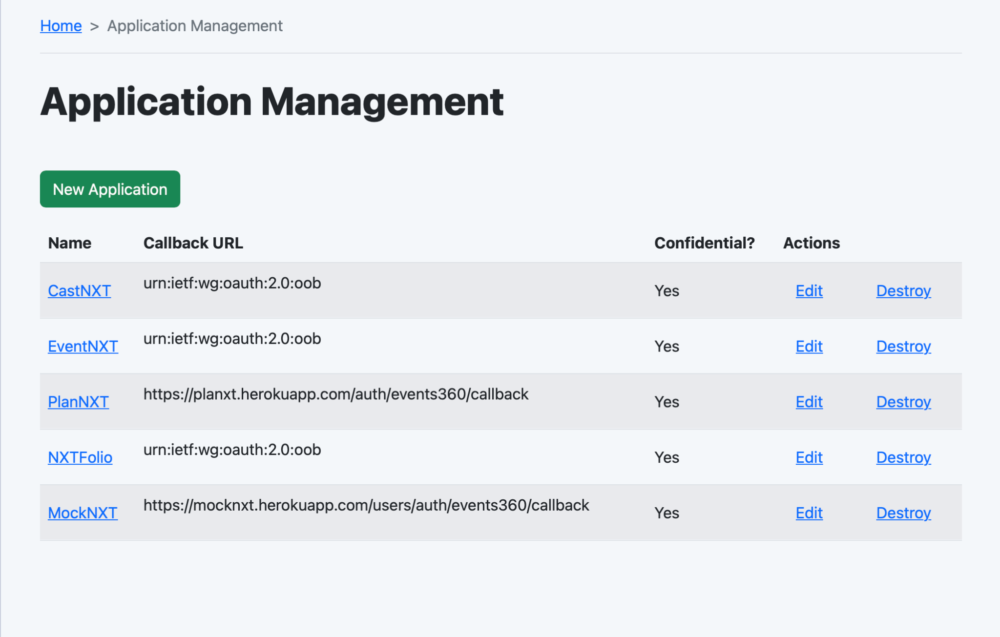 Home > Application Management
Application Management
New Application
Name Callback URL Confidential? Actions
CastNXT urn:ietf:wg:oauth:2.0:oob Yes Edit Destroy
EventNXT urn:ietf:wg:oauth:2.0:oob Yes Edit Destroy
PlanNXT https://planxt.herokuapp.com/auth/events360/callback Yes Edit Destroy
NXTFolio urn:ietf:wg:oauth:2.0:oob Yes Edit Destroy
MockNXT https://mocknxt.herokuapp.com/users/auth/events360/callback Yes Edit Destroy